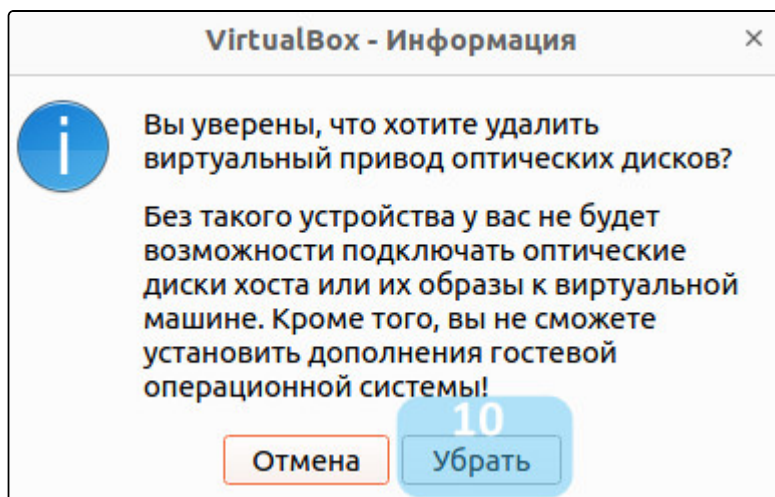 VirtualBox - Информация ×
Вы уверены, что хотите удалить
виртуальный привод оптических дисков?
Без такого устройства у вас не будет
возможности подключать оптические
диски хоста или их образы к виртуальной
машине. Кроме того, вы не сможете
установить дополнения гостевой
операционной системы!
10
Отмена Убрать